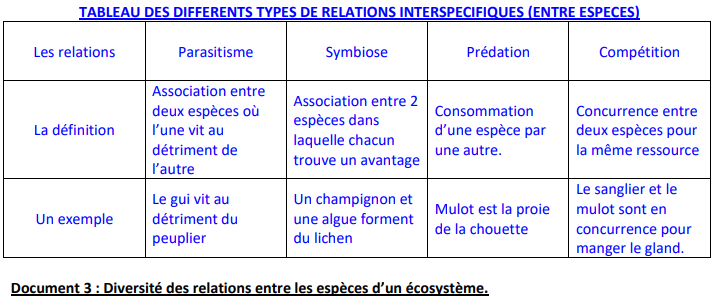 TABLEAU DES DIFFERENTS TYPES DE RELATIONS INTERSPECIFIQUES (ENTRE ESPECES)
Les relations
Parasitisme
Symbiose
Prédation
Compétition
La définition
Association entre
deux espèces où
l’une vit au
détriment de
l’autre
Association entre 2
espèces dans
laquelle chacun
trouve un avantage
Consommation
d’une espèce par
une autre.
Concurrence entre
deux espèces pour
la même ressource
Un exemple
Le gui vit au
détriment du
peuplier
Un champignon et
une algue forment
du lichen
Mulot est la proie
de la chouette
Le sanglier et le
mulot sont en
concurrence pour
manger le gland.
Document 3 : Diversité des relations entre les espèces d’un écosystème.